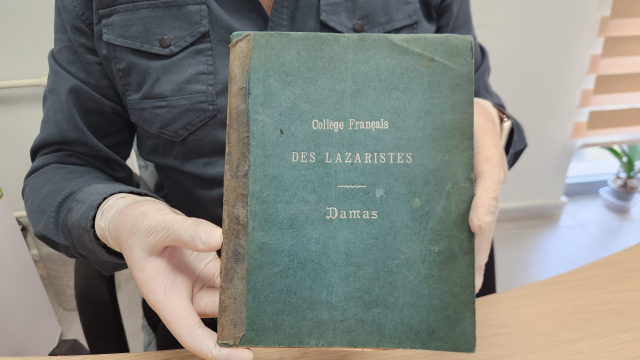 Collège Français
DES LAZARISTES
Damas